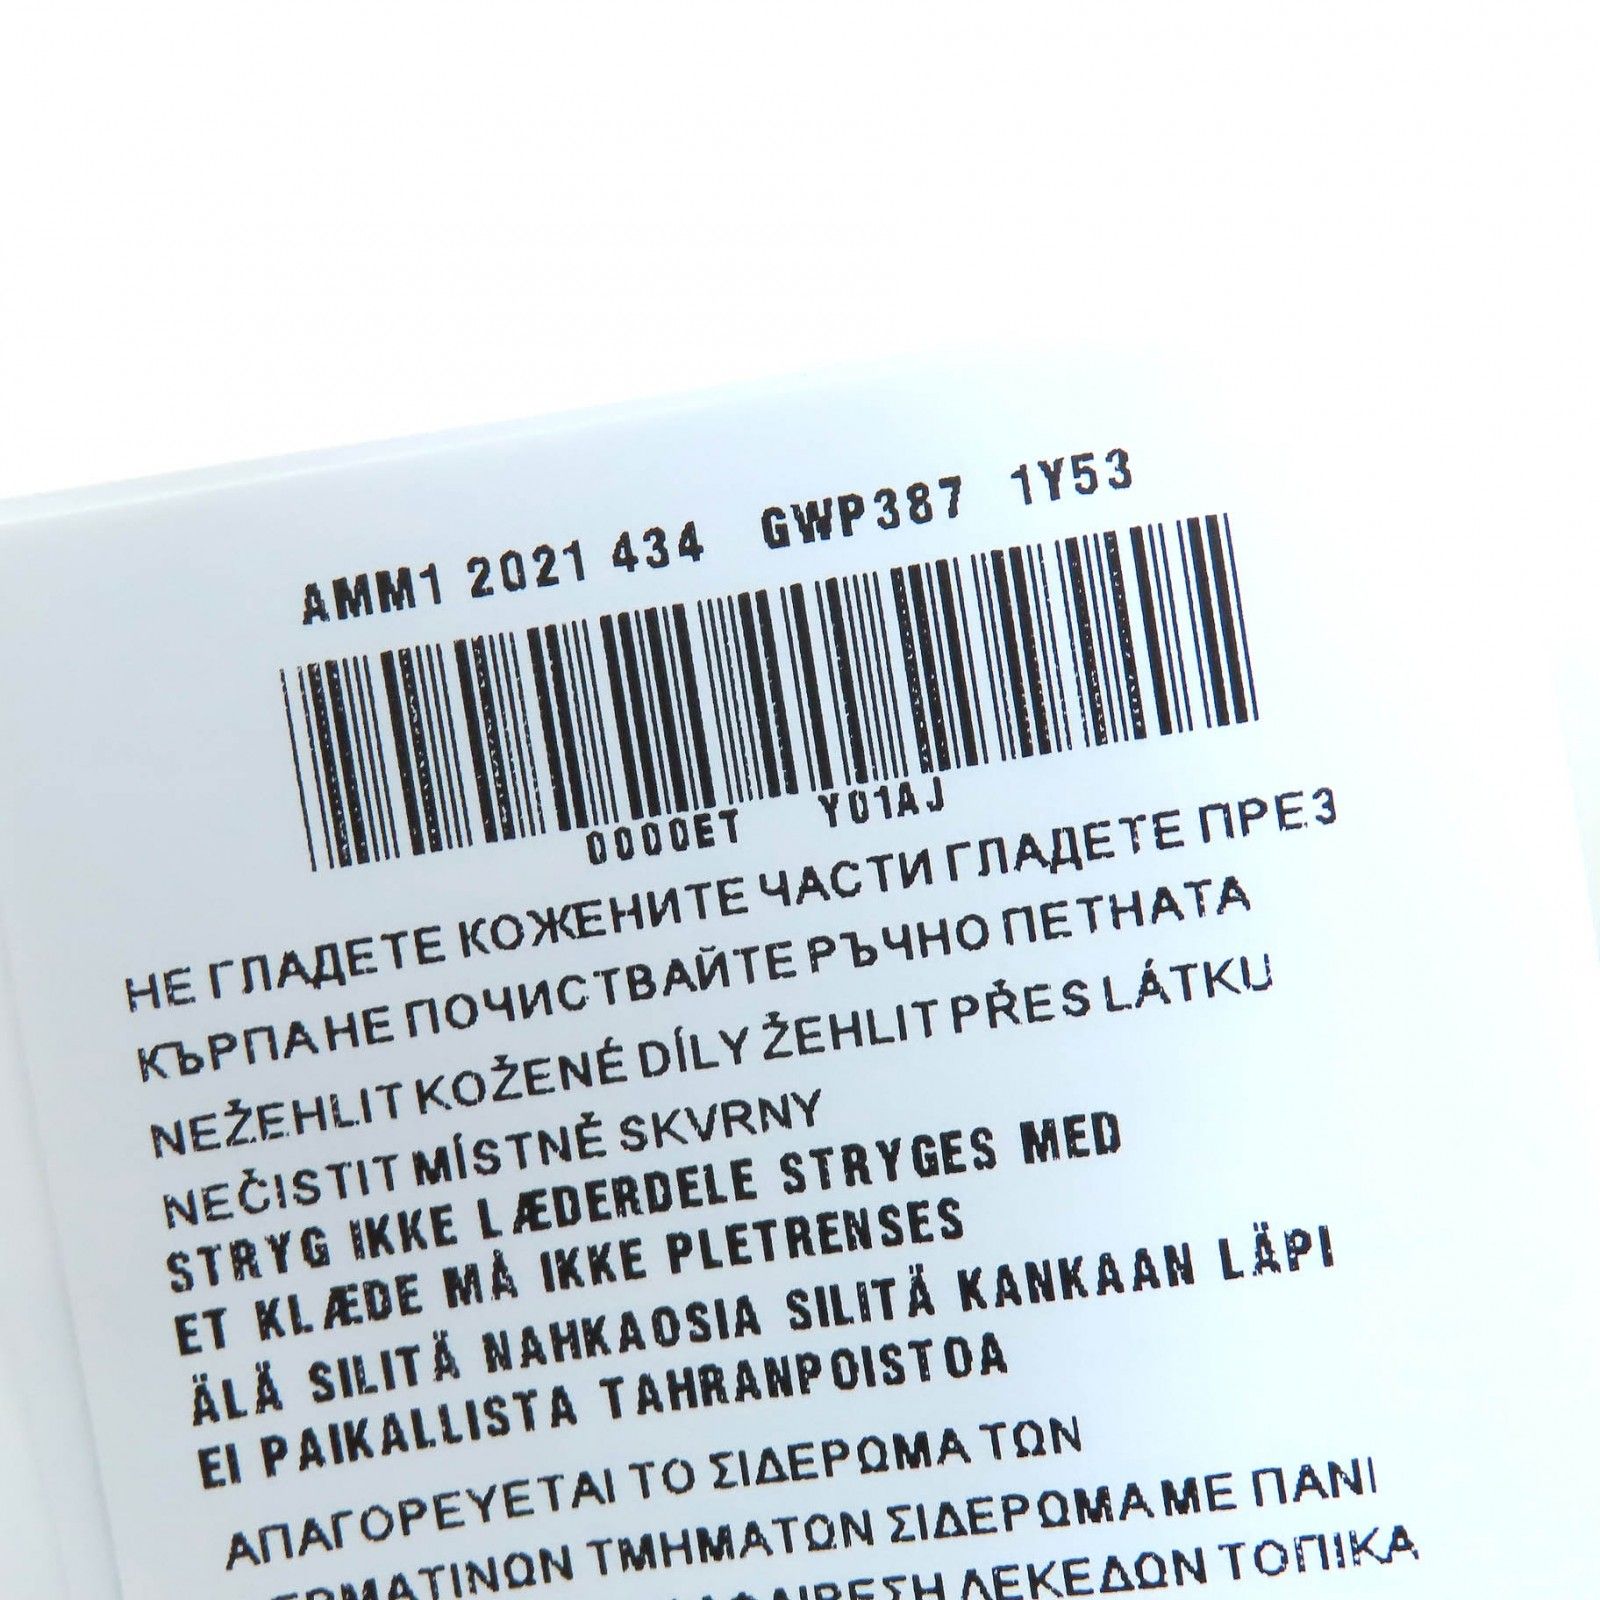 AMM1 2021 434 GWP387 1Y53
0000ET Y01AJ
НЕ ГЛАДЕТЕ КОЖЕНИТЕ ЧАСТИ ГЛАДЕТЕ ПРЕЗ
КЪРПА НЕ ПОЧИСТВАЙТЕ РЪЧНО ПЕТНАТА
NEŽEHLIT KOŽENÉ DÍLY ŽEHLIT PŘES LÁTKU
NEČISTIT MÍSTNĚ SKVRNY
STRYG IKKE LÆDERDELE STRYGES MED
ET KLÆDE MÅ IKKE PLETRENSES
ÄLÄ SILITÄ NAHKAOSIA SILITÄ KANKAAN LÄPI
EI PAIKALLISTA TAHRANPOISTOA
ΑΠΑΓΟΡΕΥΕΤΑΙ ΤΟ ΣΙΔΕΡΩΜΑ ΤΩΝ
ΕΡΜΑΤΙΝΩΝ ΤΜΗΜΑΤΩΝ ΣΙΔΕΡΩΜΑ ΜΕ ΠΑΝΙ
ΛΕΚΕΔΩΝ ΤΟΠΙΚΑ